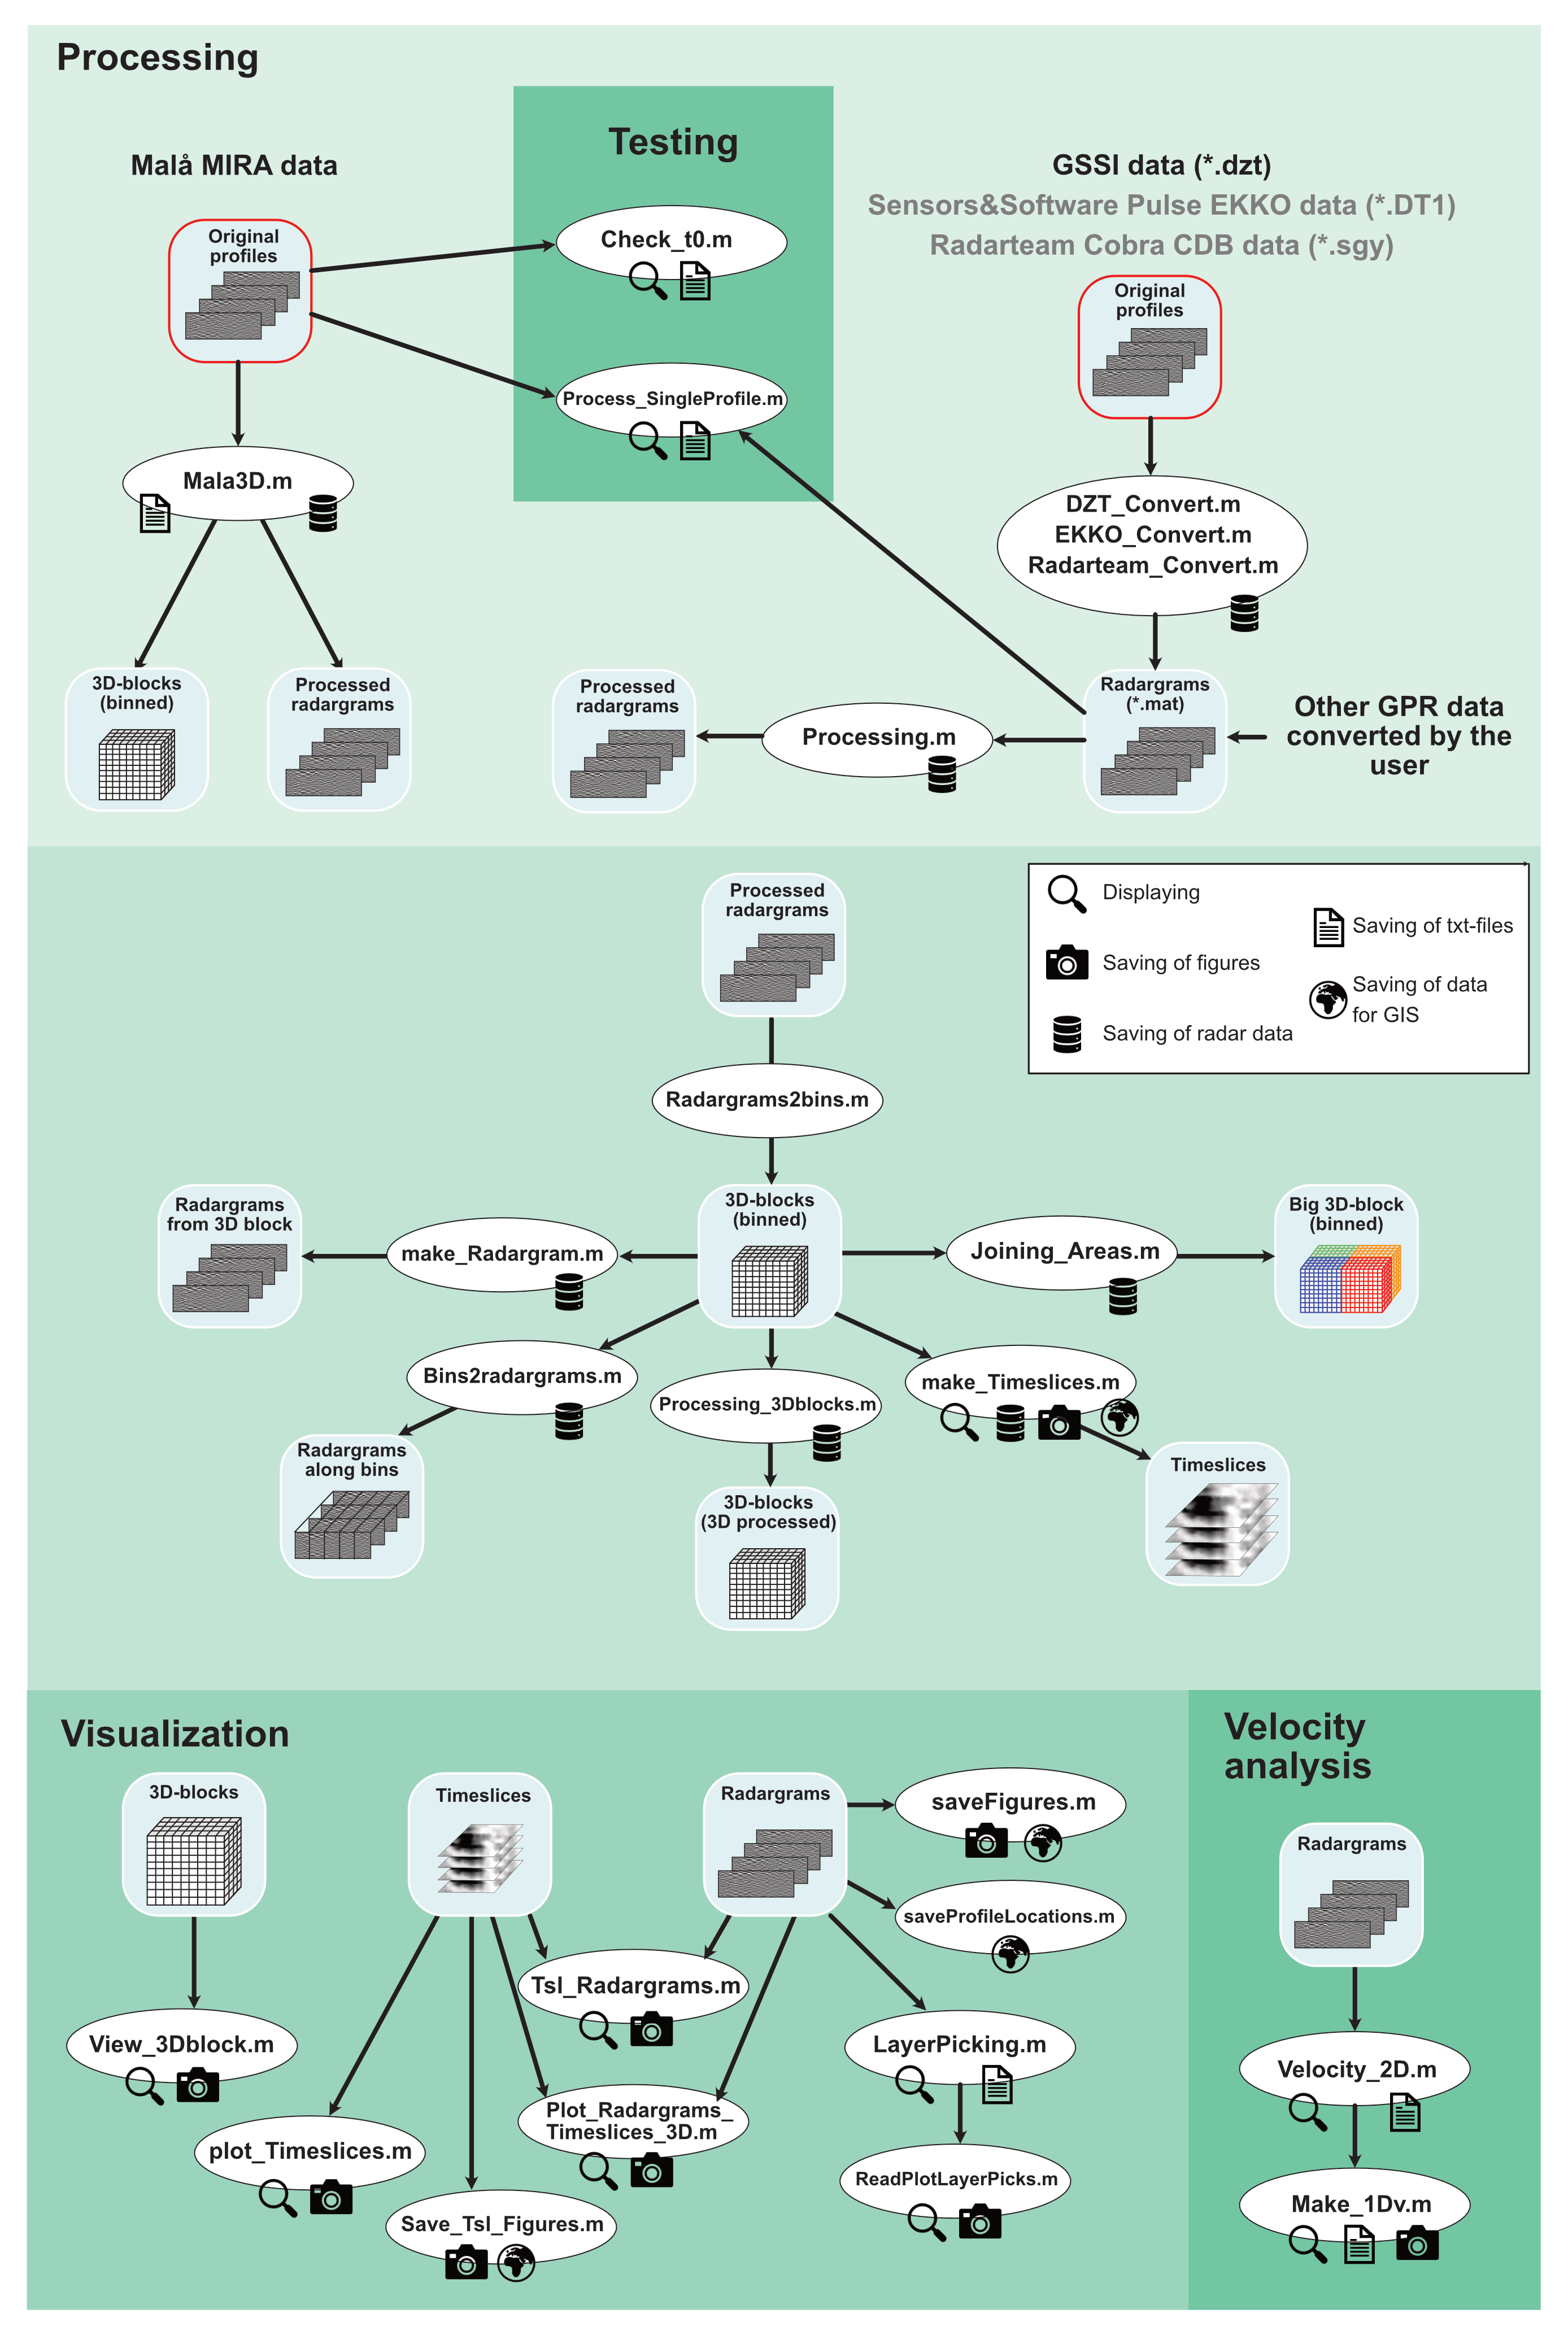 Processing
Testing
Malå MIRA data
GSSI data (*.dzt)
Sensors&Software Pulse EKKO data (*.DT1)
Radarteam Cobra CDB data (*.sgy)
Original
profiles
Check_t0.m
Original
profiles
Process_SingleProfile.m
Mala3D.m
DZT_Convert.m
EKKO_Convert.m
Radarteam_Convert.m
3D-blocks
(binned)
Processed
radargrams
Processed
radargrams
Processing.m
Radargrams
(*.mat)
Other GPR data
converted by the
user
Processed
radargrams
Displaying
Saving of figures
Saving of radar data
Saving of txt-files
Saving of data
for GIS
Radargrams2bins.m
Radargrams
from 3D block
make_Radargram.m
3D-blocks
(binned)
Joining_Areas.m
Big 3D-block
(binned)
Bins2radargrams.m
Processing_3Dblocks.m
make_Timeslices.m
Radargrams
along bins
3D-blocks
(3D processed)
Timeslices
Visualization
Velocity
analysis
3D-blocks
Timeslices
Radargrams
saveFigures.m
Radargrams
saveProfileLocations.m
Tsl_Radargrams.m
View_3Dblock.m
LayerPicking.m
Velocity_2D.m
Plot_Radargrams_
Timeslices_3D.m
plot_Timeslices.m
ReadPlotLayerPicks.m
Make_1Dv.m
Save_Tsl_Figures.m